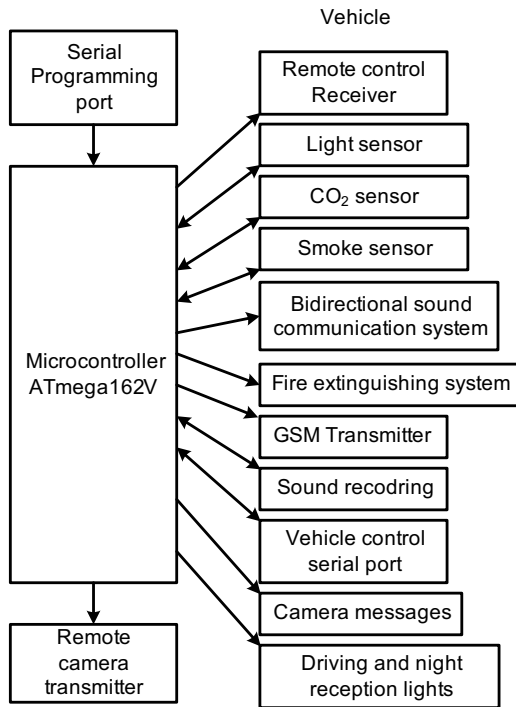 Vehicle
Serial
Programming
port
Remote control
Receiver
Light sensor
CO₂ sensor
Smoke sensor
Bidirectional sound
communication system
Microcontroller
ATmega162V
Fire extinguishing system
GSM Transmitter
Sound recodring
Vehicle control
serial port
Camera messages
Remote
camera
transmitter
Driving and night
reception lights